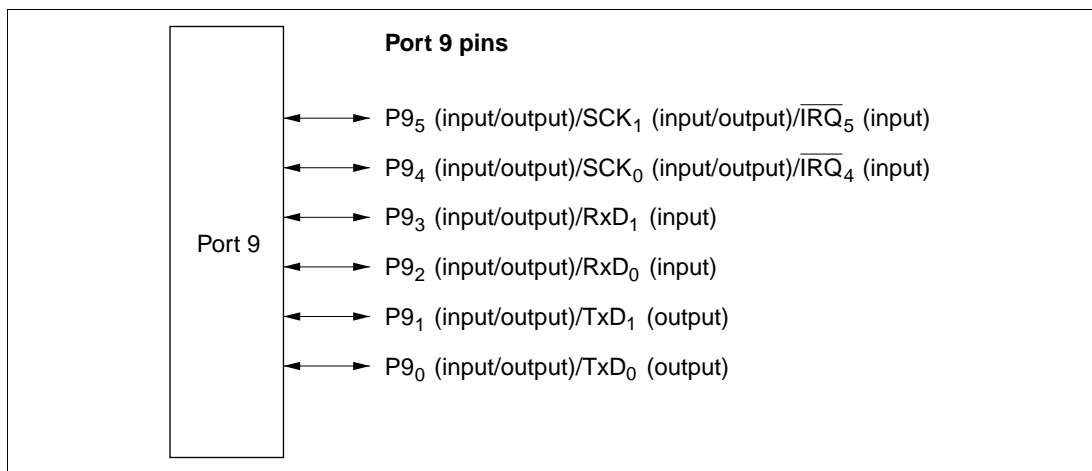 Port 9 pins
P9₅ (input/output)/SCK₁ (input/output)/I̅R̅Q̅₅ (input)
P9₄ (input/output)/SCK₀ (input/output)/I̅R̅Q̅₄ (input)
P9₃ (input/output)/RxD₁ (input)
Port 9
P9₂ (input/output)/RxD₀ (input)
P9₁ (input/output)/TxD₁ (output)
P9₀ (input/output)/TxD₀ (output)